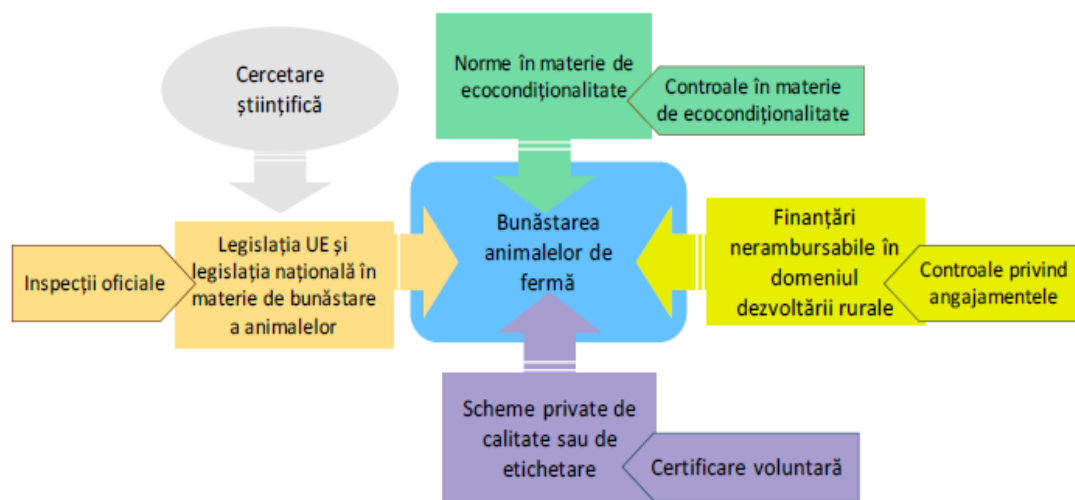 Cercetare
științifică
Norme în materie de
ecocondiționalitate
Controale în materie
de ecocondiționalitate
Legislația UE și
legislația națională în
materie de bunăstare
a animalelor
Inspecții oficiale
Bunăstarea
animalelor de
fermă
Finanțări
nerambursabile în
domeniul
dezvoltării rurale
Controale privind
angajamentele
Scheme private de
calitate sau de
etichetare
Certificare voluntară